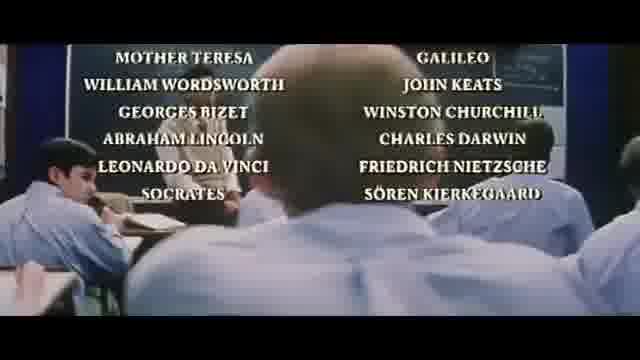 MOTHER TERESA
WILLIAM WORDSWORTH
GEORGES BIZET
ABRAHAM LINCOLN
LEONARDO DA VINCI
SOCRATES
GALILEO
JOHN KEATS
WINSTON CHURCHILL
CHARLES DARWIN
FRIEDRICH NIETZSCHE
SÖREN KIERKEGAARD